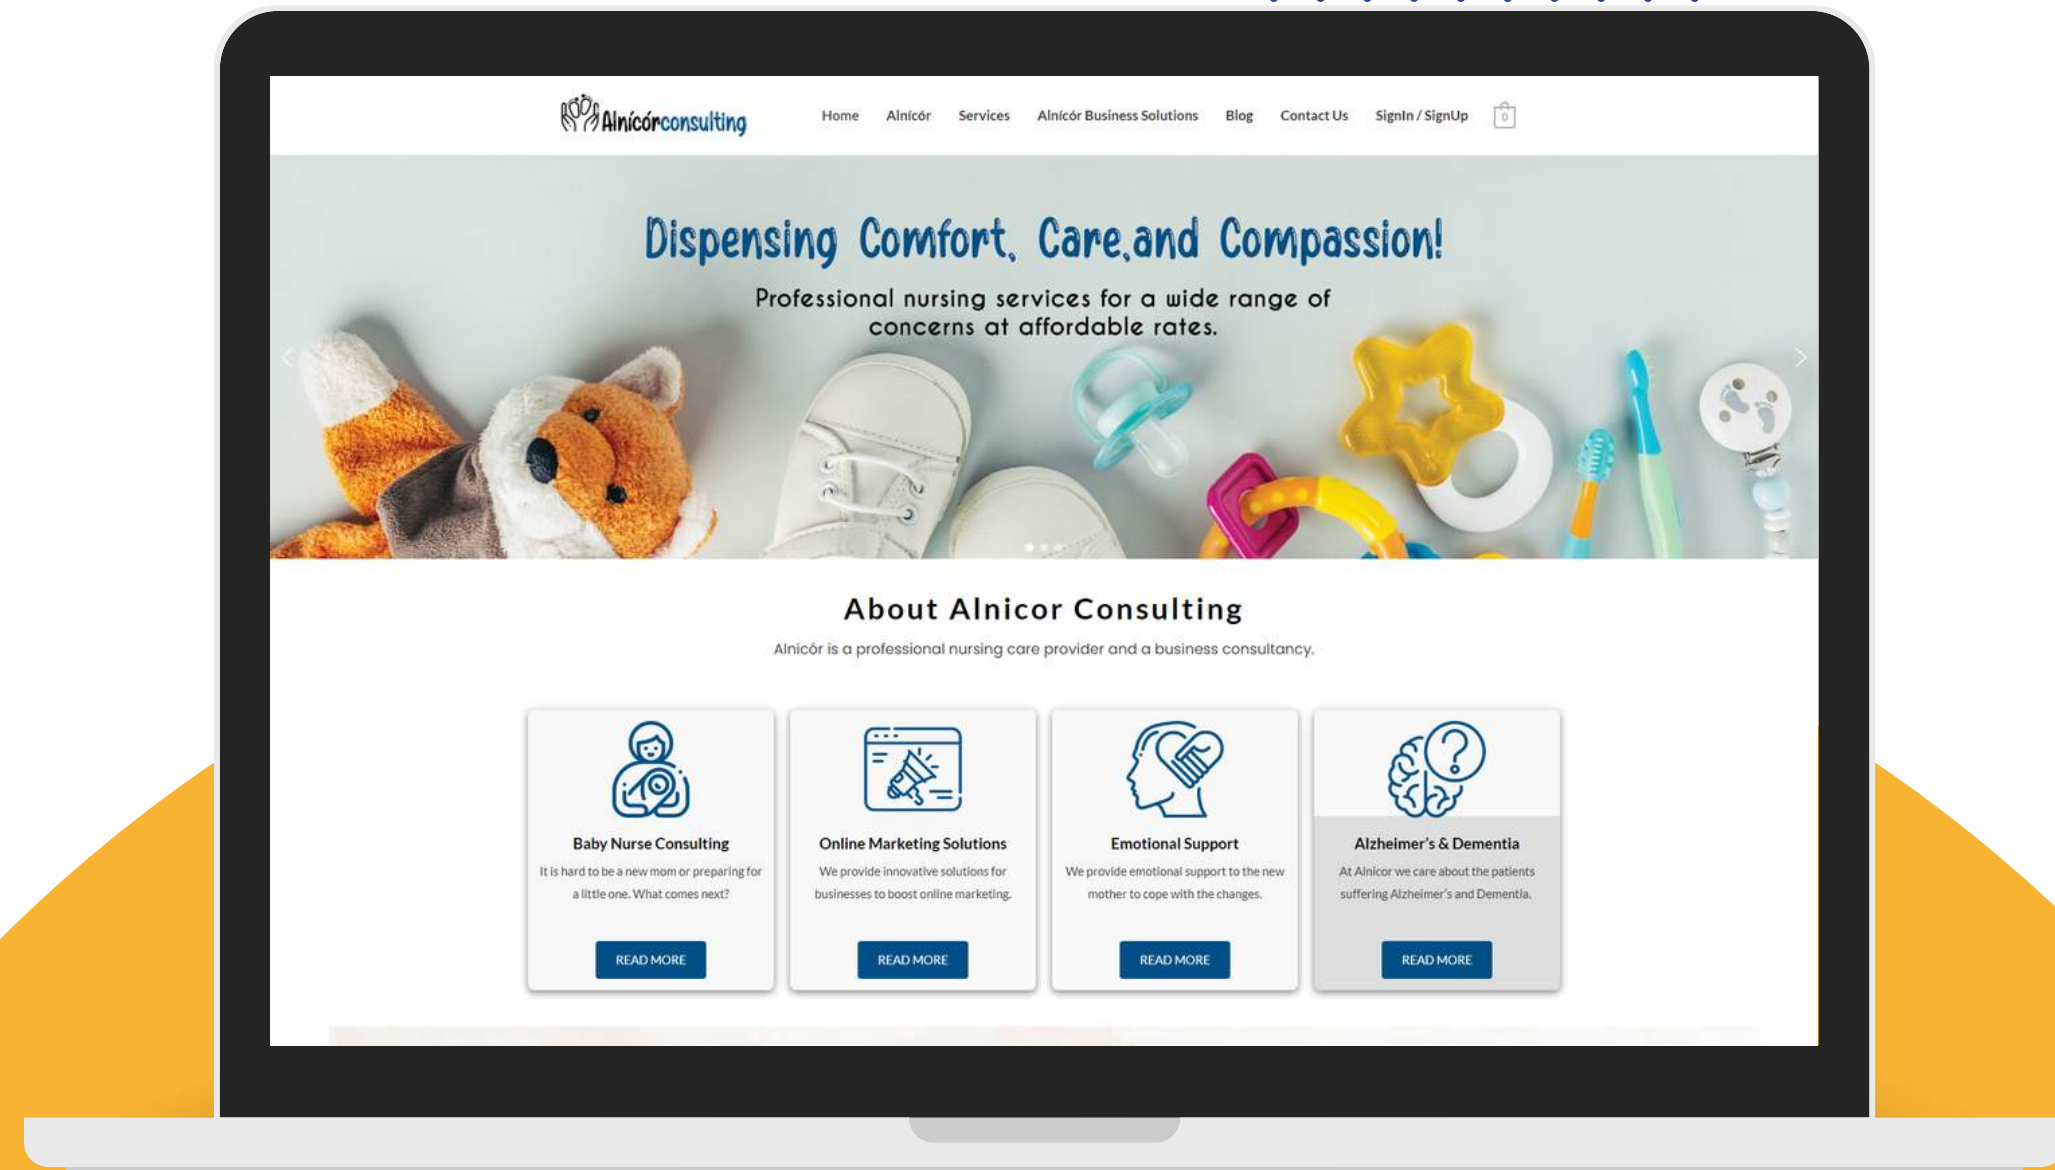 Alnícórconsulting
Home Alnícór Services Alnícór Business Solutions Blog Contact Us SignIn / SignUp 0
Dispensing Comfort, Care,and Compassion!
Professional nursing services for a wide range of
concerns at affordable rates.
About Alnicor Consulting
Alnicór is a professional nursing care provider and a business consultancy.
Baby Nurse Consulting
It is hard to be a new mom or preparing for
a little one. What comes next?
READ MORE
Online Marketing Solutions
We provide innovative solutions for
businesses to boost online marketing.
READ MORE
Emotional Support
We provide emotional support to the new
mother to cope with the changes.
READ MORE
Alzheimer's & Dementia
At Alnicor we care about the patients
suffering Alzheimer's and Dementia.
READ MORE